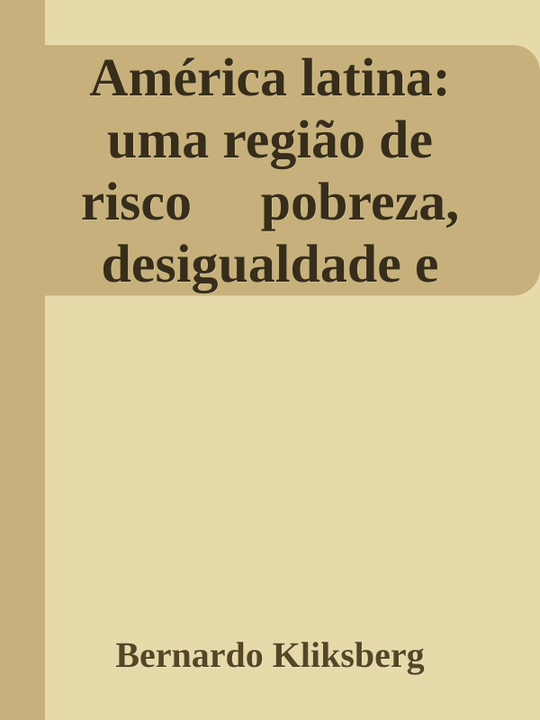 América latina:
uma região de
risco pobreza,
desigualdade e
Bernardo Kliksberg